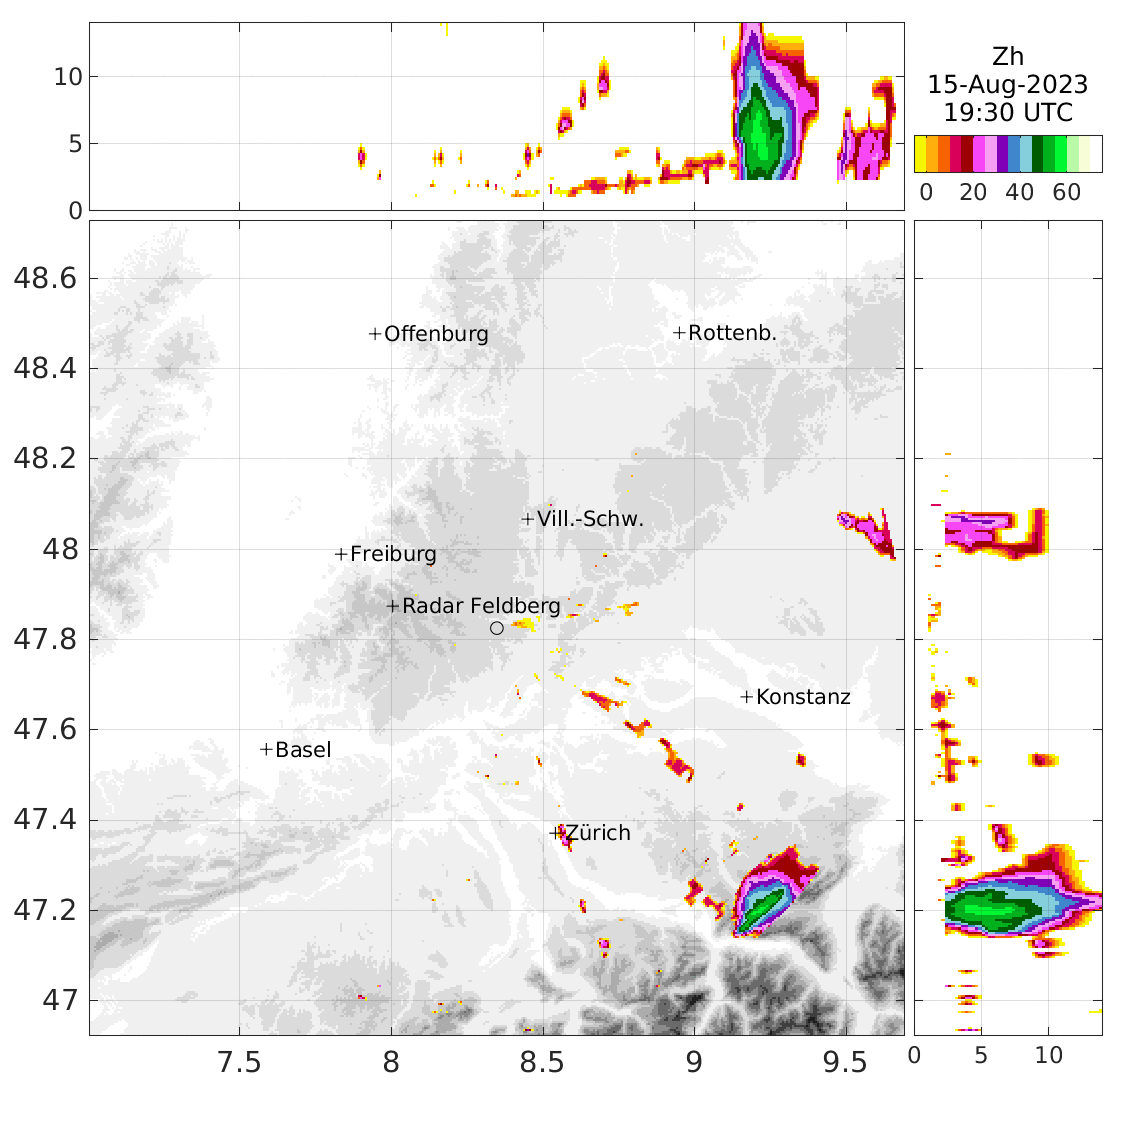 10
5
0
Zh
15-Aug-2023
19:30 UTC
0 20 40 60
48.6
48.4
48.2
48
47.8
47.6
47.4
47.2
47
+Offenburg
+Rottenb.
+Vill.-Schw.
+Freiburg
+Radar Feldberg
+Konstanz
+Basel
+Zürich
7.5 8 8.5 9 9.5
0 5 10